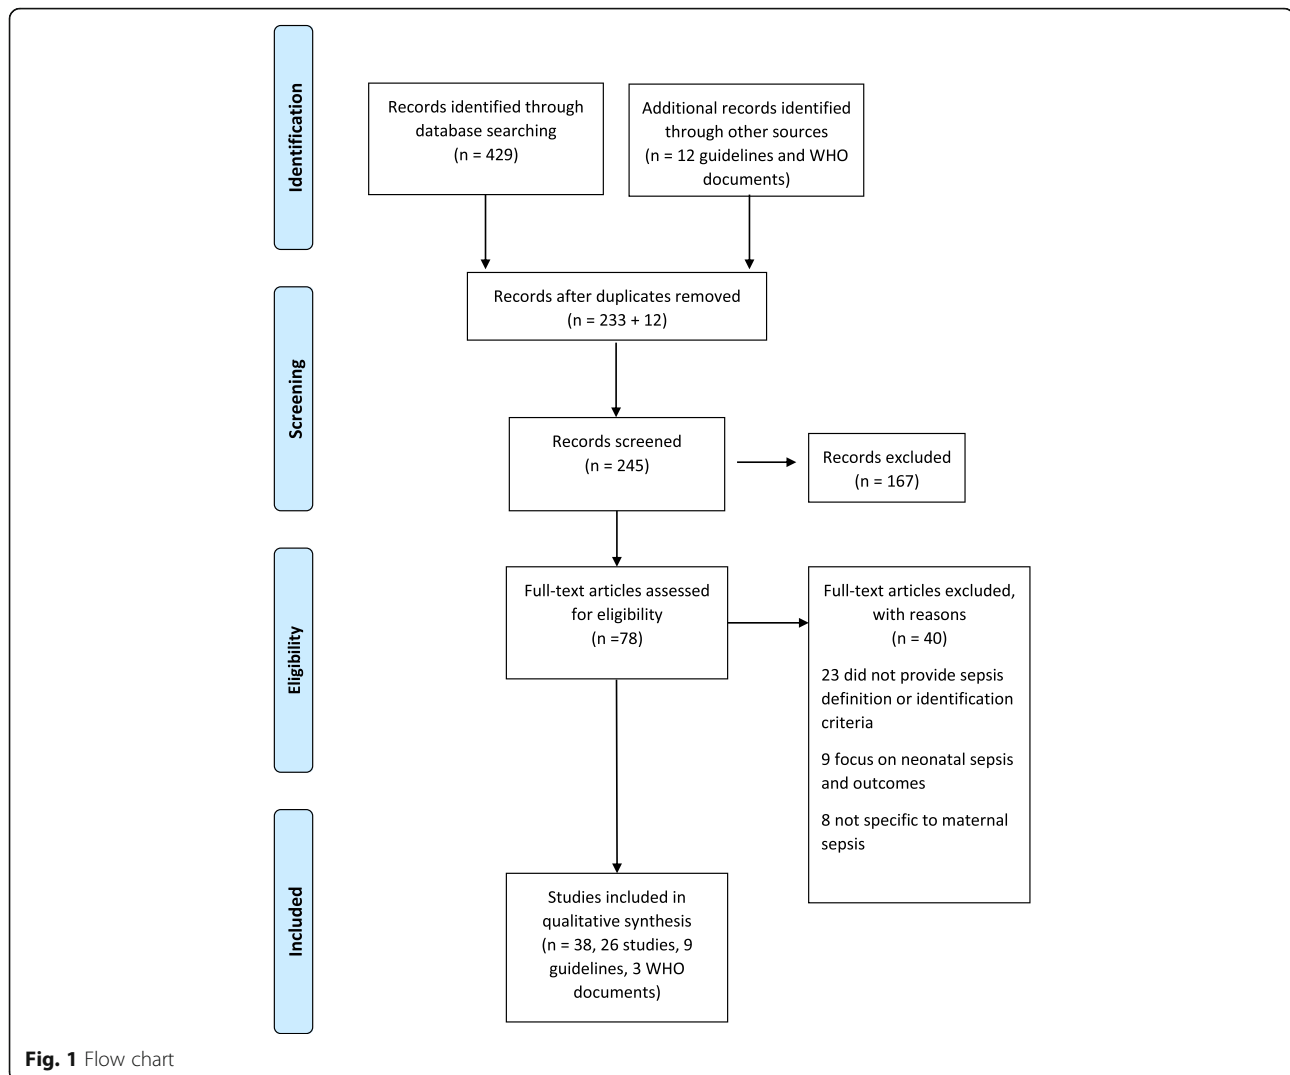 Identification
Records identified through
database searching
(n = 429)
Additional records identified
through other sources
(n = 12 guidelines and WHO
documents)
Screening
Records after duplicates removed
(n = 233 + 12)
Records screened
(n = 245)
Records excluded
(n = 167)
Eligibility
Full-text articles assessed
for eligibility
(n =78)
Full-text articles excluded,
with reasons
(n = 40)
23 did not provide sepsis
definition or identification
criteria
9 focus on neonatal sepsis
and outcomes
8 not specific to maternal
sepsis
Included
Studies included in
qualitative synthesis
(n = 38, 26 studies, 9
guidelines, 3 WHO
documents)
Fig. 1 Flow chart